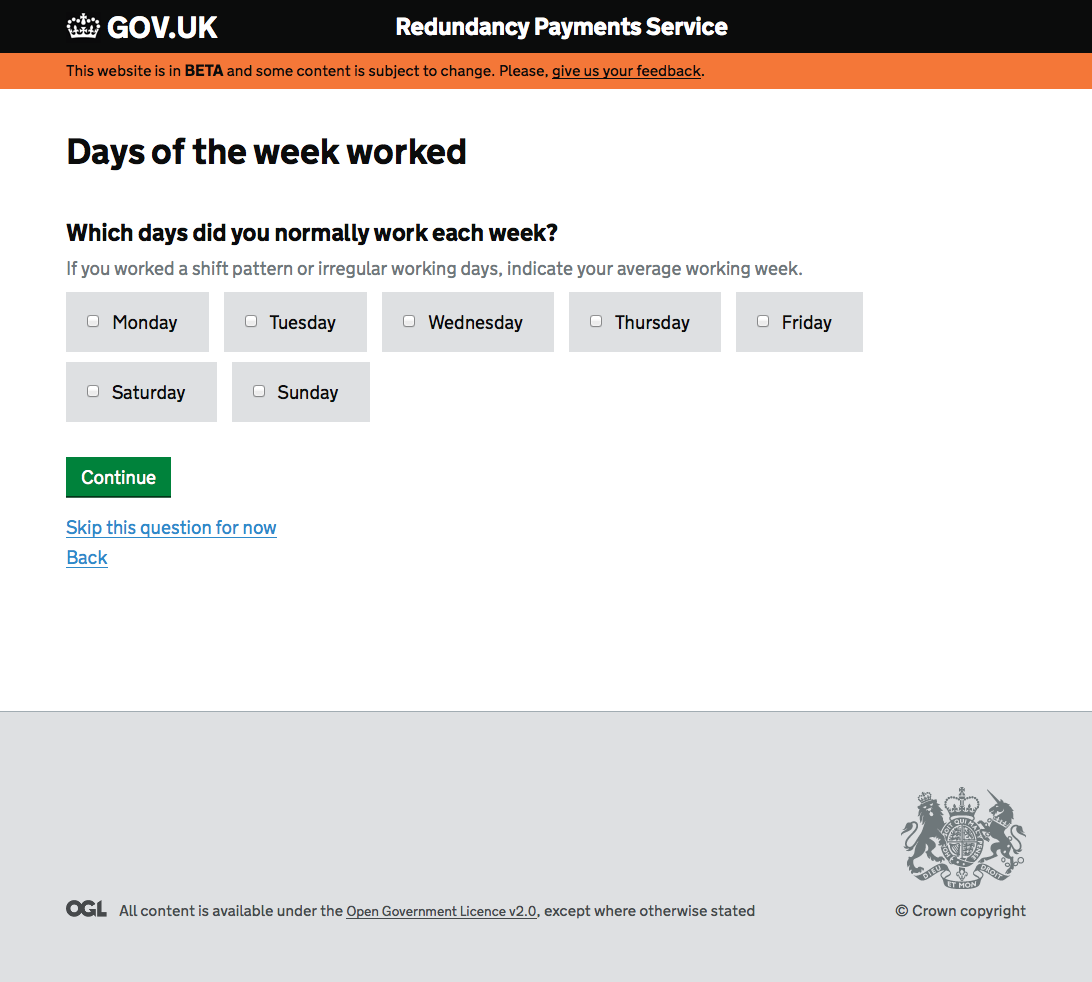 GOV.UK Redundancy Payments Service
This website is in BETA and some content is subject to change. Please, give us your feedback.
Days of the week worked
Which days did you normally work each week?
If you worked a shift pattern or irregular working days, indicate your average working week.
Monday Tuesday Wednesday Thursday Friday
Saturday Sunday
Continue
Skip this question for now
Back
DIEU ET MON DROIT
OGL All content is available under the Open Government Licence v2.0, except where otherwise stated © Crown copyright